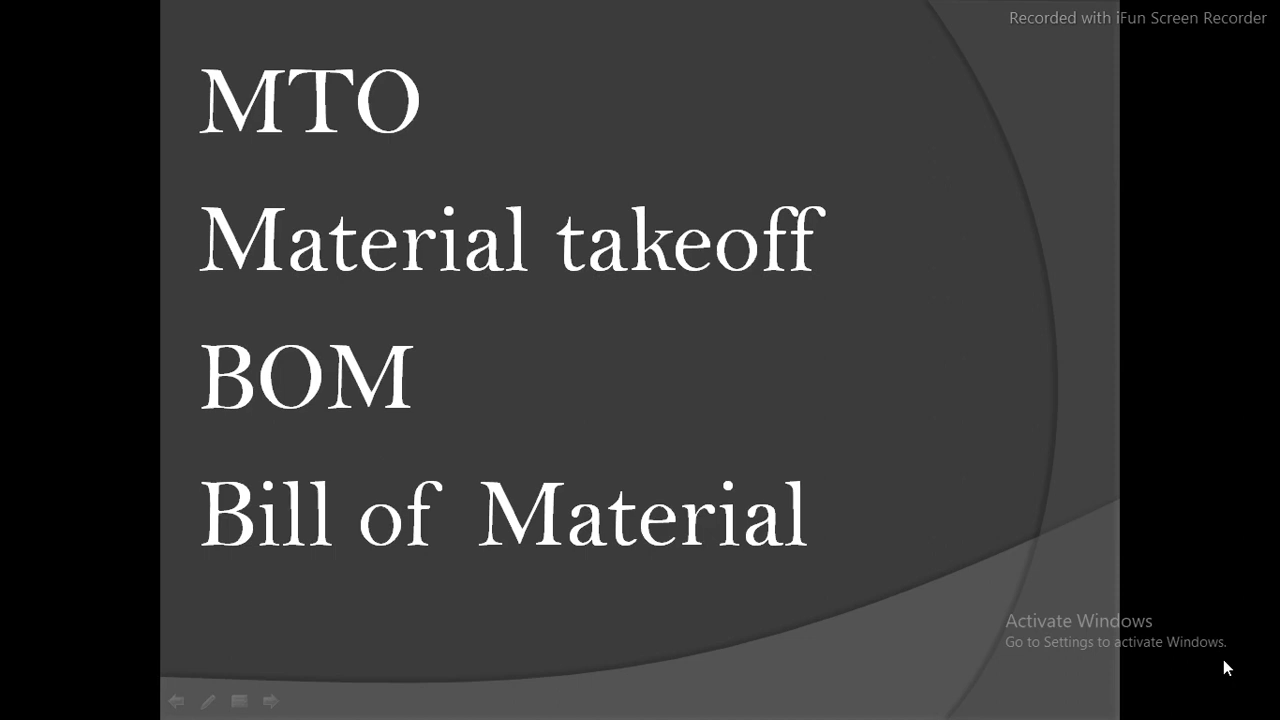 Recorded with iFun Screen Recorder
MTO
Material takeoff
BOM
Bill of Material
Activate Windows
Go to Settings to activate Windows.